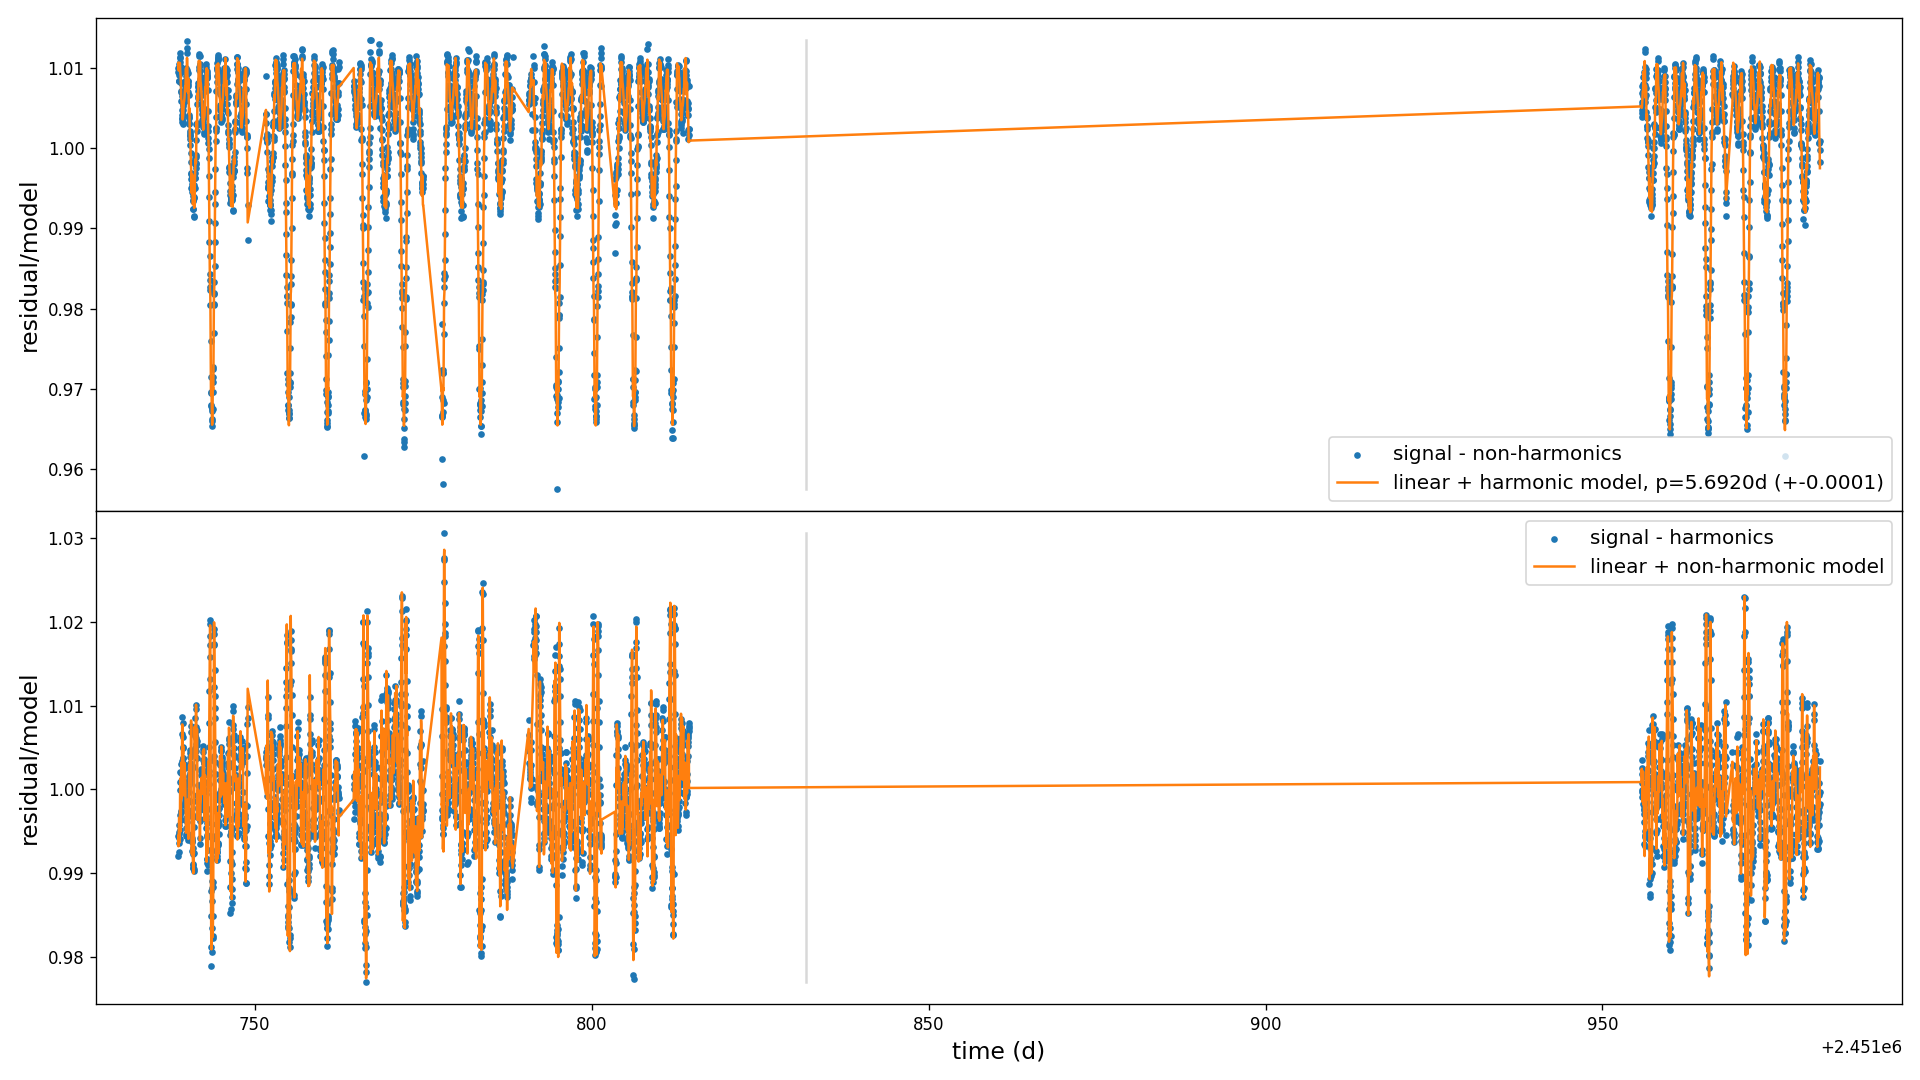 1.01
1.00
0.99
0.98
0.97
0.96
residual/model
signal - non-harmonics
linear + harmonic model, p=5.6920d (+-0.0001)
1.03
1.02
1.01
1.00
0.99
0.98
residual/model
signal - harmonics
linear + non-harmonic model
750
800
850
900
950
time (d)
+2.451e6